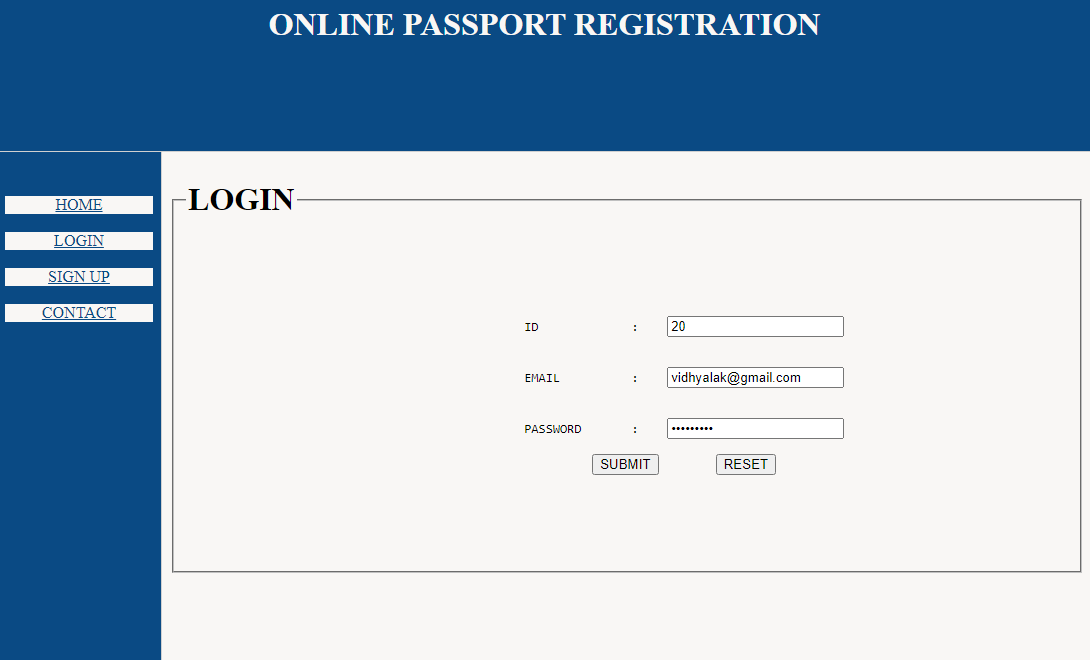 ONLINE PASSPORT REGISTRATION
HOME
LOGIN
SIGN UP
CONTACT
LOGIN
ID : 20
EMAIL : vidhyalak@gmail.com
PASSWORD : •••••••••
SUBMIT RESET